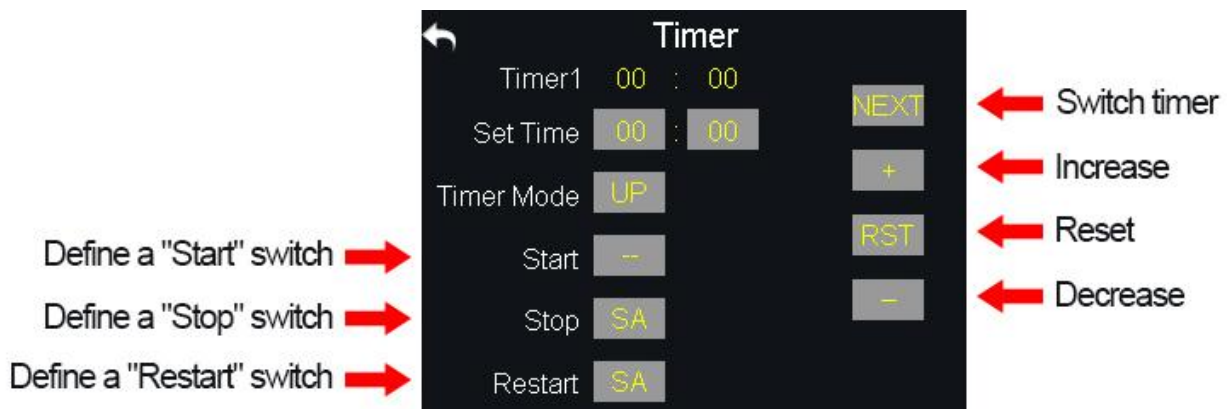 Timer
Timer1 00 : 00
NEXT Switch timer
Set Time 00 : 00
+ Increase
Timer Mode UP
RST Reset
Define a "Start" switch Start --
– Decrease
Define a "Stop" switch Stop SA
Define a "Restart" switch Restart SA